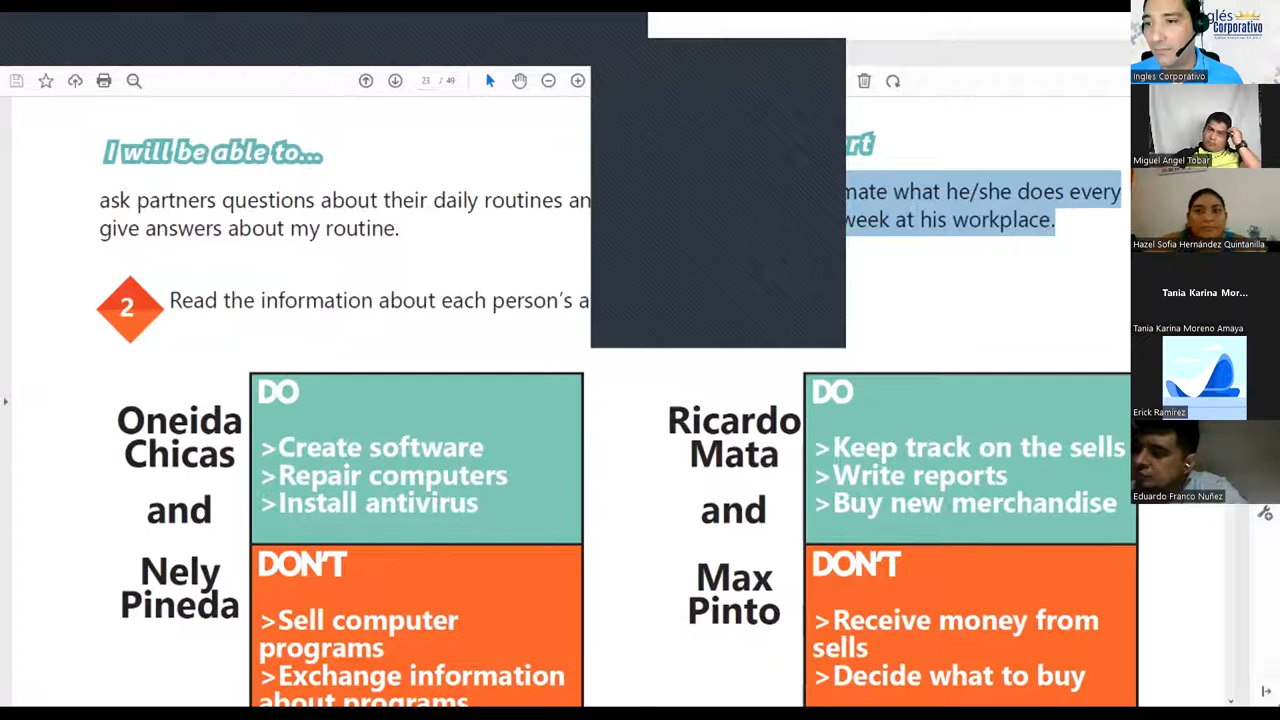 23 / 49
I will be able to...
ask partners questions about their daily routines an
give answers about my routine.
rt
mate what he/she does every
week at his workplace.
2
Read the information about each person's a
Oneida
Chicas
and
Nely
Pineda
DO
>Create software
>Repair computers
>Install antivirus
DON'T
>Sell computer
programs
>Exchange information
about programs
Ricardo
Mata
and
Max
Pinto
DO
>Keep track on the sells
>Write reports
>Buy new merchandise
DON'T
>Receive money from
sells
>Decide what to buy
glés
Corporativo
Ingles Corporativo
Miguel Angel Tobar
Hazel Sofia Hernández Quintanilla
Tania Karina Mor...
Tania Karina Moreno Amaya
Erick Ramirez
Eduardo Franco Nuñez